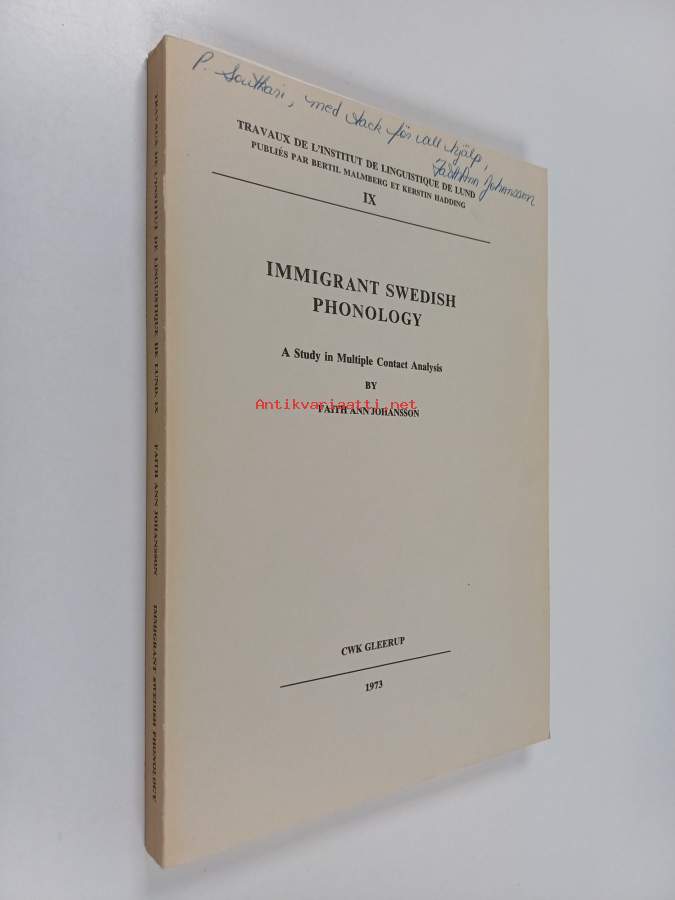 med tack för all hjälp,
Faith Ann Johansson
TRAVAUX DE L'INSTITUT DE LINGUISTIQUE DE LUND
PUBLIÉS PAR BERTIL MALMBERG ET KERSTIN HADDING
IX
IMMIGRANT SWEDISH
PHONOLOGY
A Study in Multiple Contact Analysis
BY
FAITH ANN JOHANSSON
Antikvariaatti.net
CWK GLEERUP
1973
TRAVAUX DE L'INSTITUT DE LINGUISTIQUE DE LUND. IX FAITH ANN JOHANSSON IMMIGRANT SWEDISH PHONOLOGY